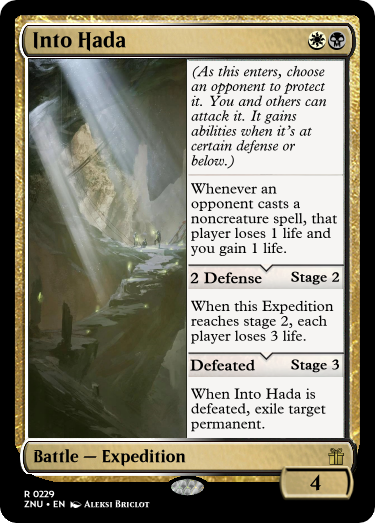 Into Hada
(As this enters, choose
an opponent to protect
it. You and others can
attack it. It gains
abilities when it's at
certain defense or
below.)
Whenever an
opponent casts a
noncreature spell, that
player loses 1 life and
you gain 1 life.
2 Defense Stage 2
When this Expedition
reaches stage 2, each
player loses 3 life.
Defeated Stage 3
When Into Hada is
defeated, exile target
permanent.
Battle — Expedition
4
R 0229
ZNU • EN Aleksi Briclot